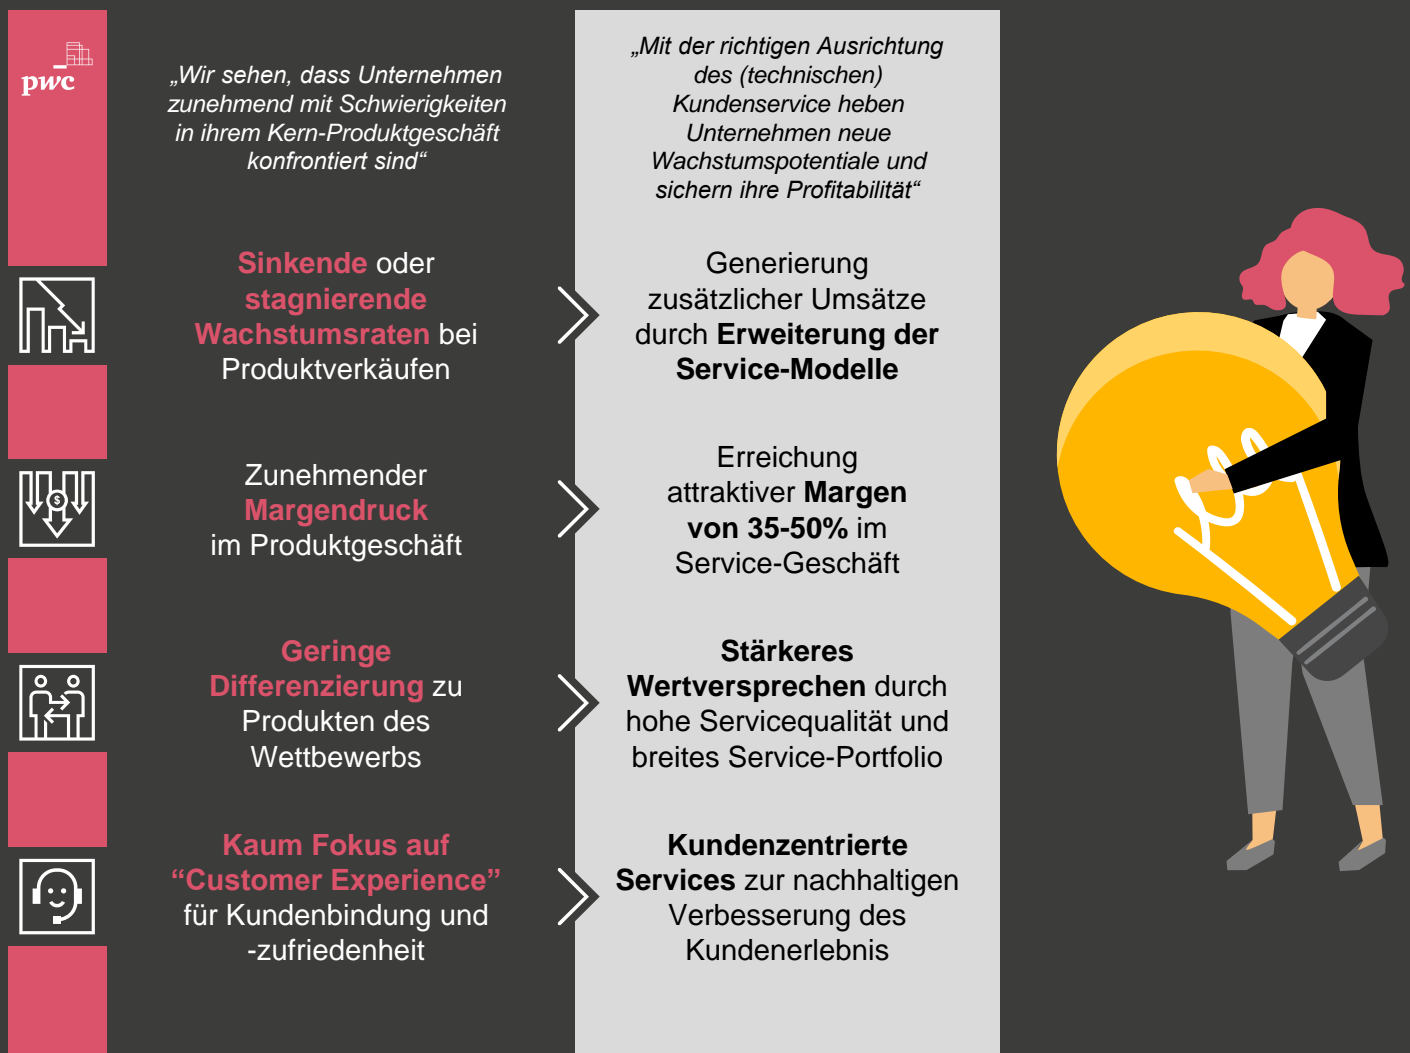 pwc
„Wir sehen, dass Unternehmen
zunehmend mit Schwierigkeiten
in ihrem Kern-Produktgeschäft
konfrontiert sind“
„Mit der richtigen Ausrichtung
des (technischen)
Kundenservice heben
Unternehmen neue
Wachstumspotentiale und
sichern ihre Profitabilität“
Sinkende oder
stagnierende
Wachstumsraten bei
Produktverkäufen
Generierung
zusätzlicher Umsätze
durch Erweiterung der
Service-Modelle
$
Zunehmender
Margendruck
im Produktgeschäft
Erreichung
attraktiver Margen
von 35-50% im
Service-Geschäft
Geringe
Differenzierung zu
Produkten des
Wettbewerbs
Stärkeres
Wertversprechen durch
hohe Servicequalität und
breites Service-Portfolio
Kaum Fokus auf
“Customer Experience”
für Kundenbindung und
-zufriedenheit
Kundenzentrierte
Services zur nachhaltigen
Verbesserung des
Kundenerlebnis